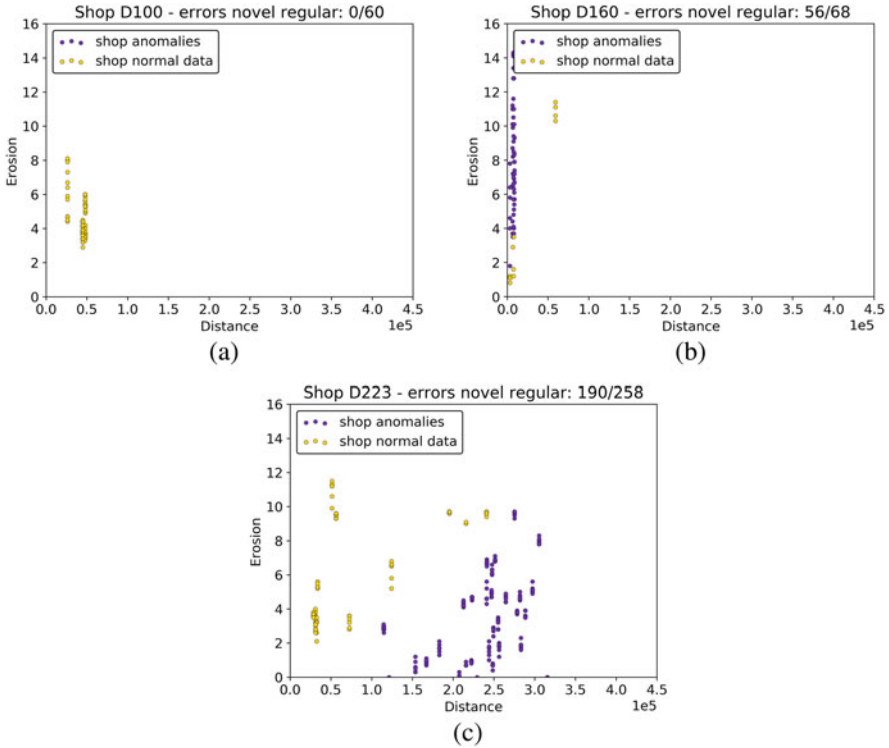 Shop D100 - errors novel regular: 0/60
shop anomalies
shop normal data
Erosion
16
14
12
10
8
6
4
2
0
0.0 0.5 1.0 1.5 2.0 2.5 3.0 3.5 4.0 4.5
Distance
1e5
(a)
Shop D160 - errors novel regular: 56/68
shop anomalies
shop normal data
Erosion
16
14
12
10
8
6
4
2
0
0.0 0.5 1.0 1.5 2.0 2.5 3.0 3.5 4.0 4.5
Distance
1e5
(b)
Shop D223 - errors novel regular: 190/258
shop anomalies
shop normal data
Erosion
16
14
12
10
8
6
4
2
0
0.0 0.5 1.0 1.5 2.0 2.5 3.0 3.5 4.0 4.5
Distance
1e5
(c)